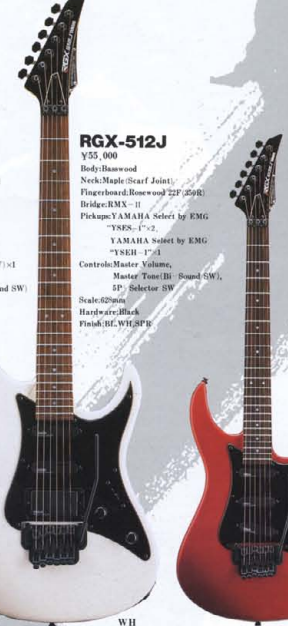 RGX-512J
¥55,000
Body:Basswood
Neck:Maple(Scarf Joint)
Fingerboard:Rosewood 22F(350R)
Bridge:RMX-II
Pickups:YAMAHA Select by EMG
"YSES-1"×2,
YAMAHA Select by EMG
"YSEH-1"×1
Controls:Master Volume,
Master Tone(Bi-Sound SW),
5P Selector SW
Scale:628mm
Hardware:Black
Finish:BL,WH,SPR
)×1
nd SW)
WH